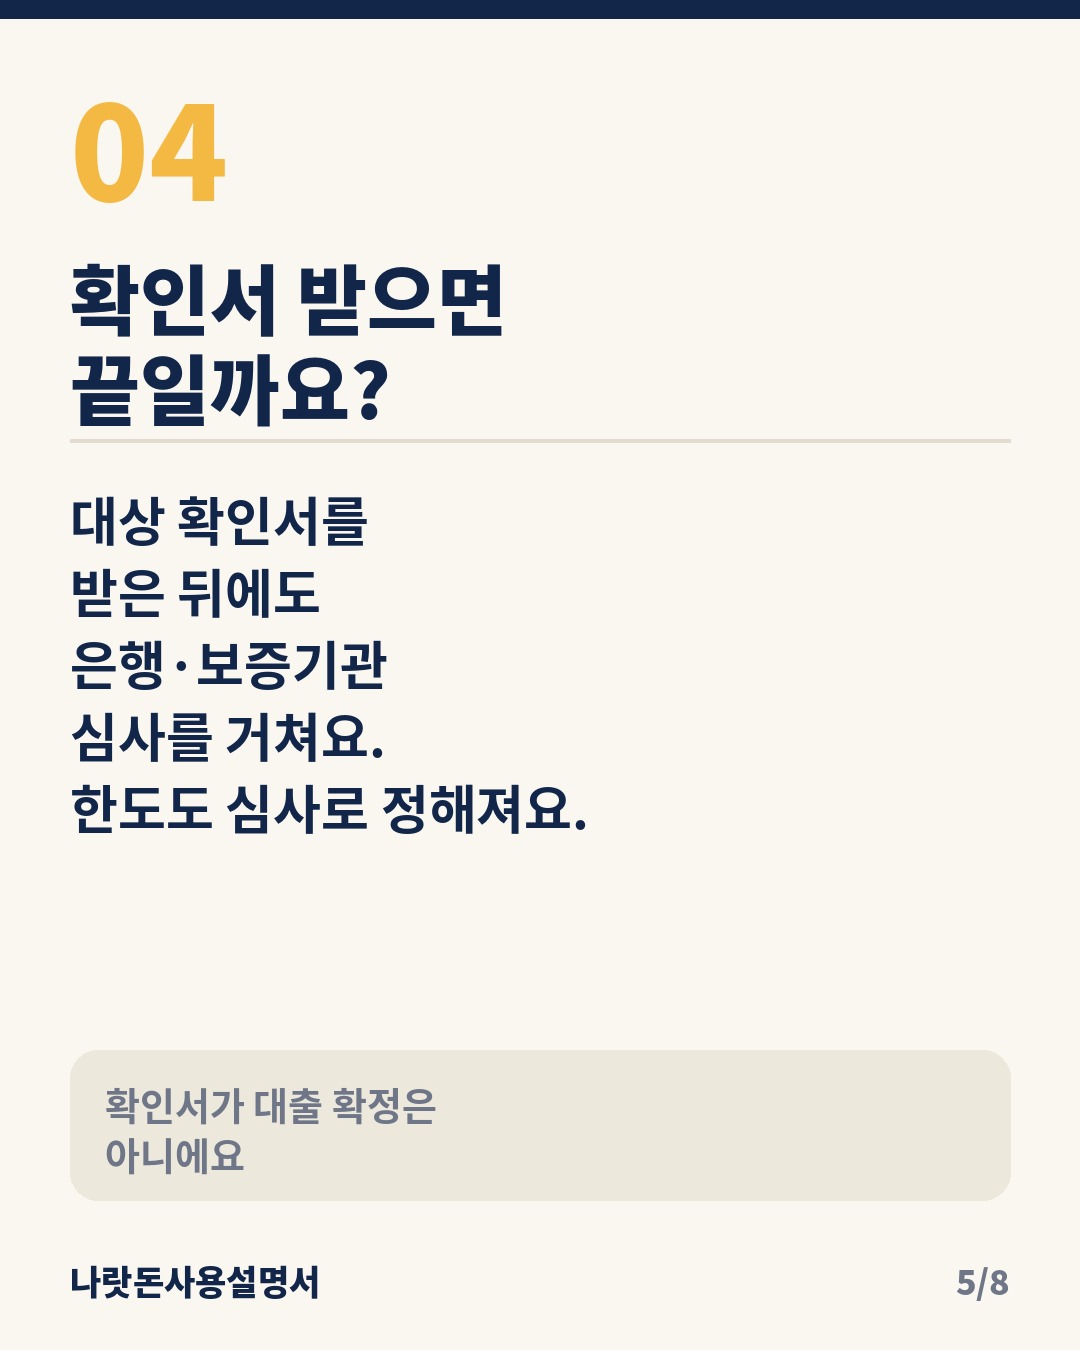 04
확인서 받으면
끝일까요?
대상 확인서를
받은 뒤에도
은행·보증기관
심사를 거쳐요.
한도도 심사로 정해져요.
확인서가 대출 확정은
아니에요
나랏돈사용설명서
5/8